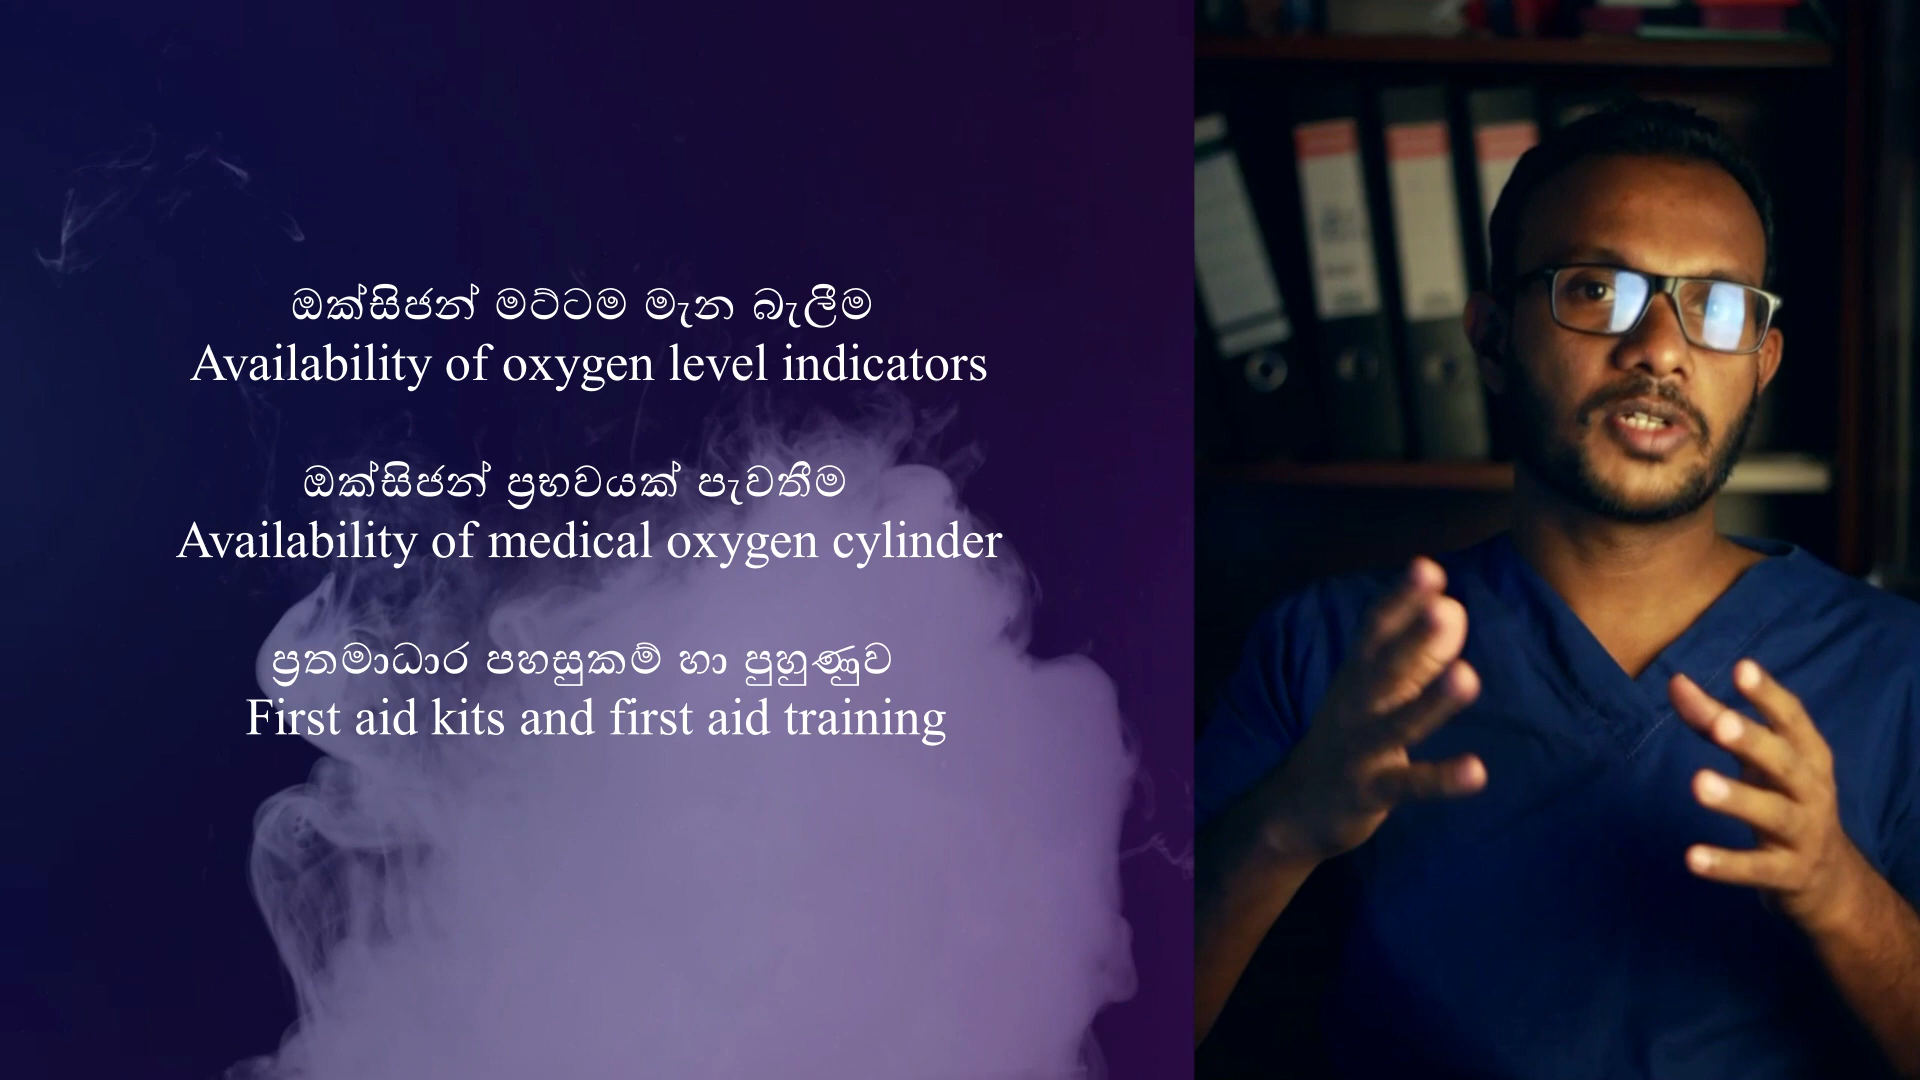 ඔක්සිජන් මට්ටම මැන බැලීම
Availability of oxygen level indicators
ඔක්සිජන් ප්‍රභවයක් පැවතීම
Availability of medical oxygen cylinder
ප්‍රතමාධාර පහසුකම් හා පුහුණුව
First aid kits and first aid training